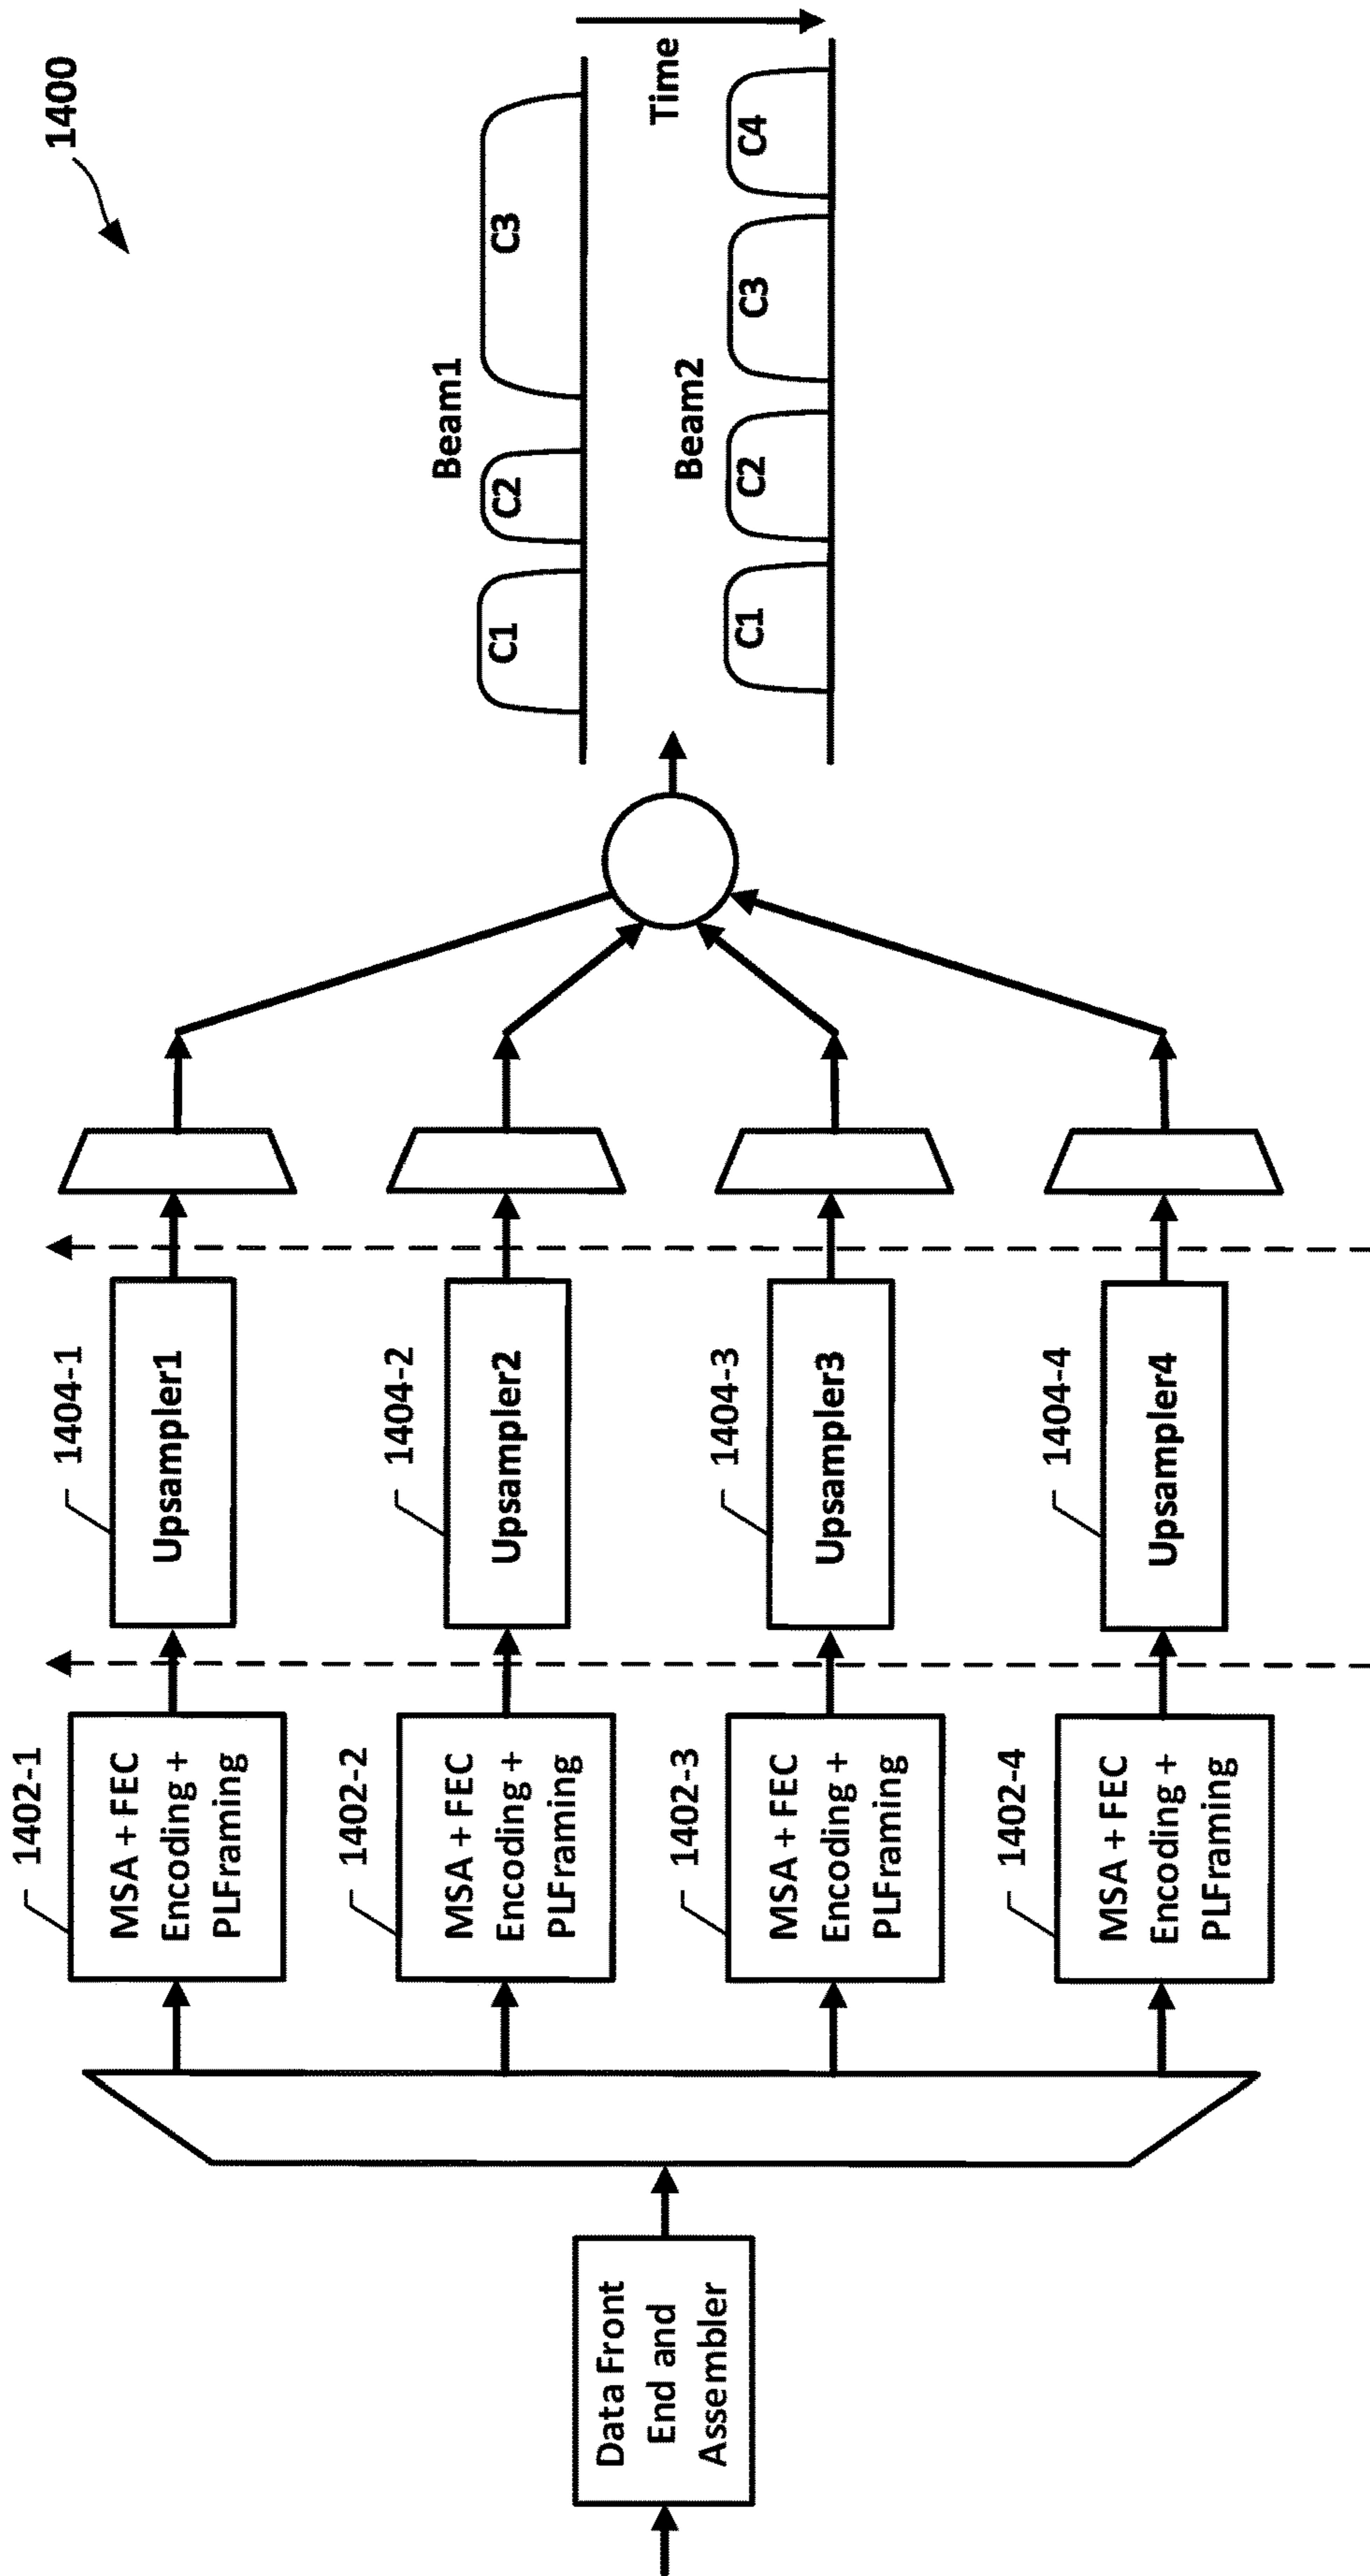 1400
Data Front
End and
Assembler
1402-1
MSA + FEC
Encoding +
PLFraming
1404-1
Upsampler1
1402-2
MSA + FEC
Encoding +
PLFraming
1404-2
Upsampler2
1402-3
MSA + FEC
Encoding +
PLFraming
1404-3
Upsampler3
1402-4
MSA + FEC
Encoding +
PLFraming
1404-4
Upsampler4
Beam1
C1
C2
C3
Time
Beam2
C1
C2
C3
C4